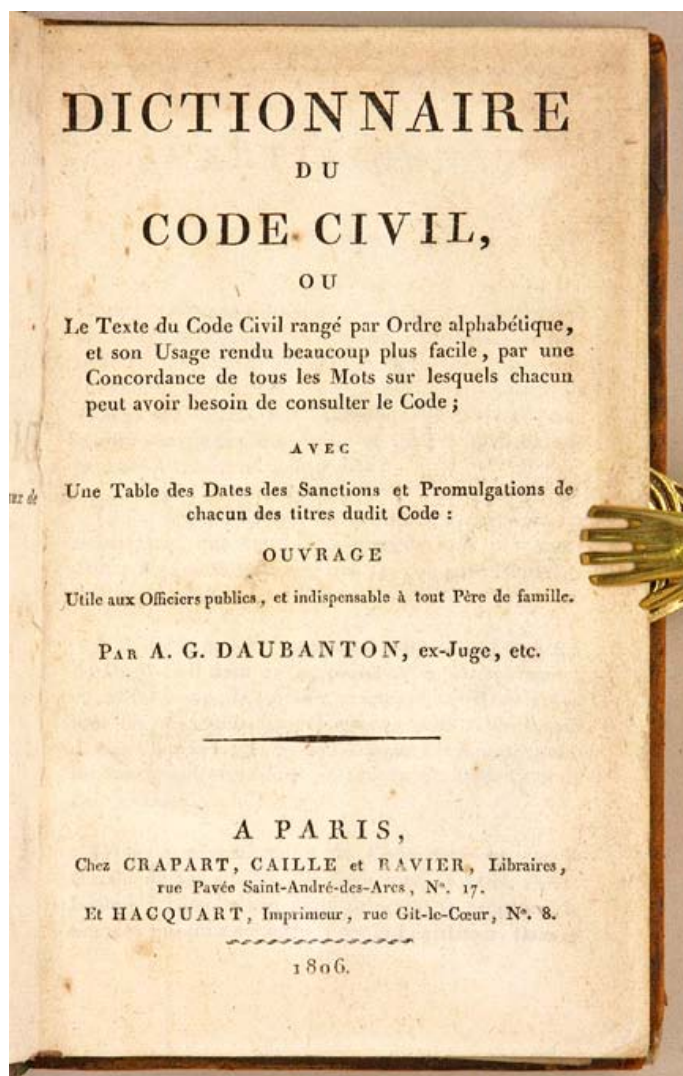 DICTIONNAIRE
DU
CODE CIVIL,
OU
Le Texte du Code Civil rangé par Ordre alphabétique,
et son Usage rendu beaucoup plus facile, par une
Concordance de tous les Mots sur lesquels chacun
peut avoir besoin de consulter le Code ;
AVEC
Une Table des Dates des Sanctions et Promulgations de
chacun des titres dudit Code :
OUVRAGE
Utile aux Officiers publics, et indispensable à tout Père de famille.
PAR A. G. DAUBANTON, ex-Juge, etc.
A PARIS,
Chez CRAPART, CAILLE et RAVIER, Libraires,
rue Pavée Saint-André-des-Arcs, Nº. 17.
Et HACQUART, Imprimeur, rue Gît-le-Cœur, Nº. 8.
1806.